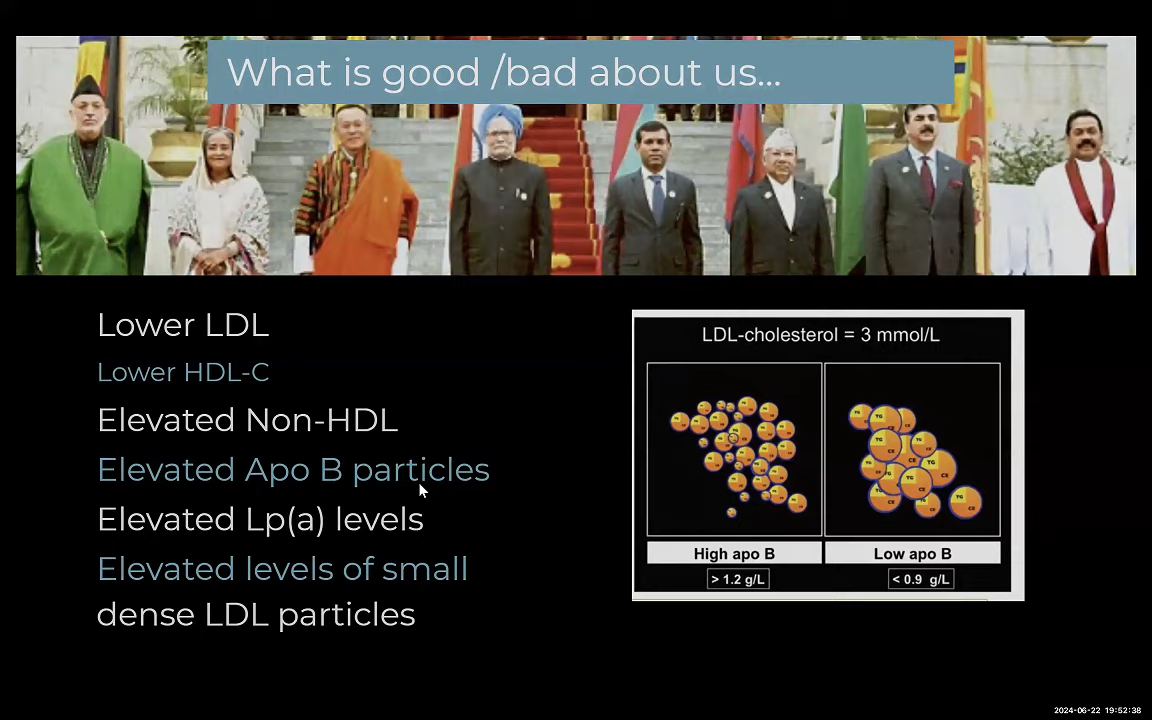 What is good /bad about us...
Lower LDL
Lower HDL-C
Elevated Non-HDL
Elevated Apo B particles
Elevated Lp(a) levels
Elevated levels of small
dense LDL particles
LDL-cholesterol = 3 mmol/L
High apo B
Low apo B
> 1.2 g/L
< 0.9 g/L
2024-06-22 19:52:38